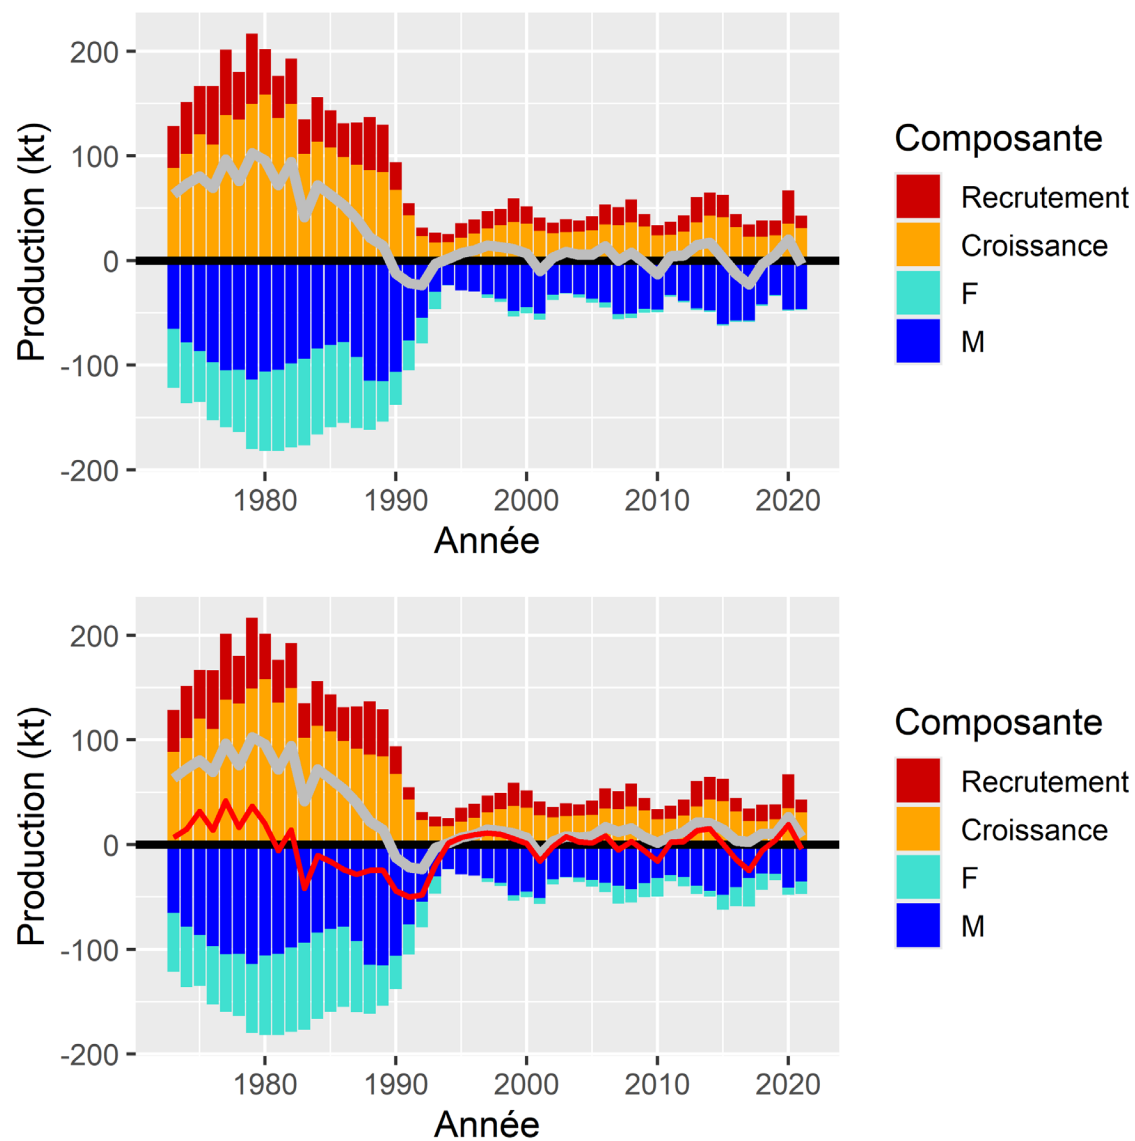 Production (kt)
200
100
0
-100
-200
1980 1990 2000 2010 2020
Année
Composante
Recrutement
Croissance
F
M
Production (kt)
200
100
0
-100
-200
1980 1990 2000 2010 2020
Année
Composante
Recrutement
Croissance
F
M